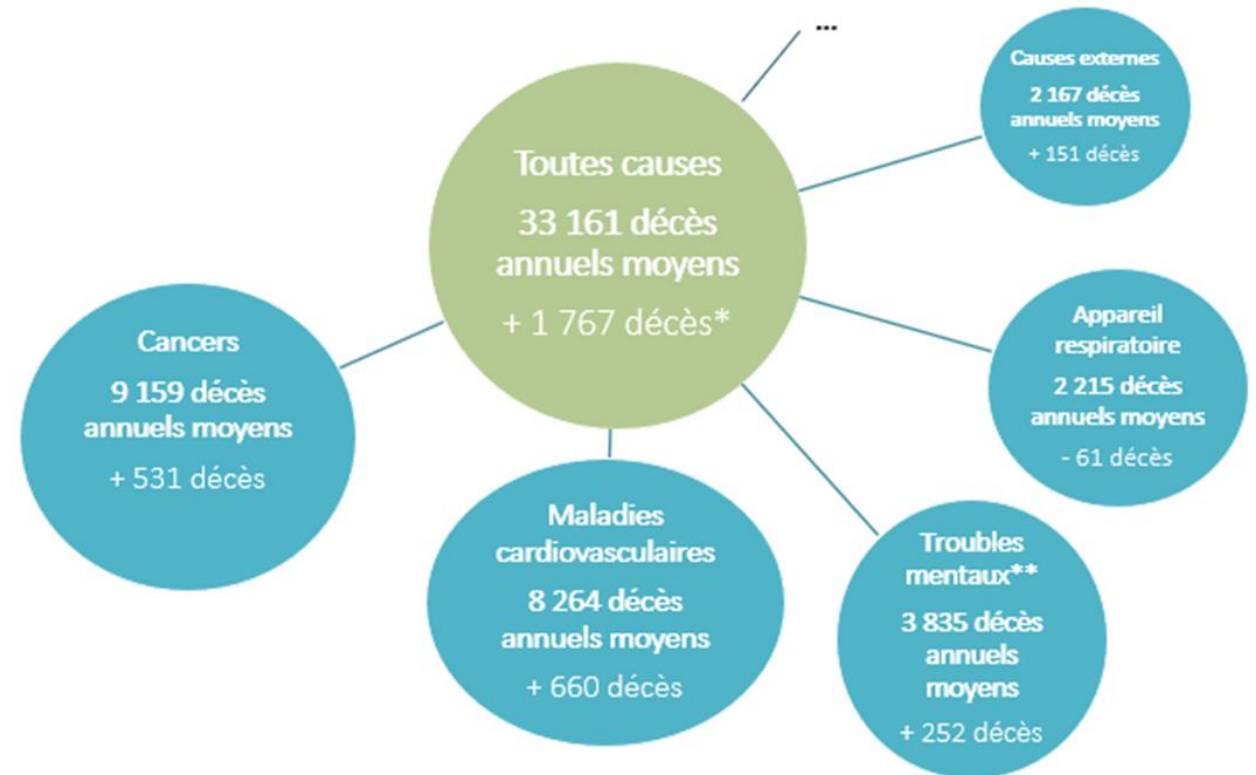 ...
Causes externes
2 167 décès
annuels moyens
+ 151 décès
Toutes causes
33 161 décès
annuels moyens
+ 1 767 décès*
Appareil
respiratoire
2 215 décès
annuels moyens
- 61 décès
Cancers
9 159 décès
annuels moyens
+ 531 décès
Maladies
cardiovasculaires
8 264 décès
annuels moyens
+ 660 décès
Troubles
mentaux**
3 835 décès
annuels
moyens
+ 252 décès